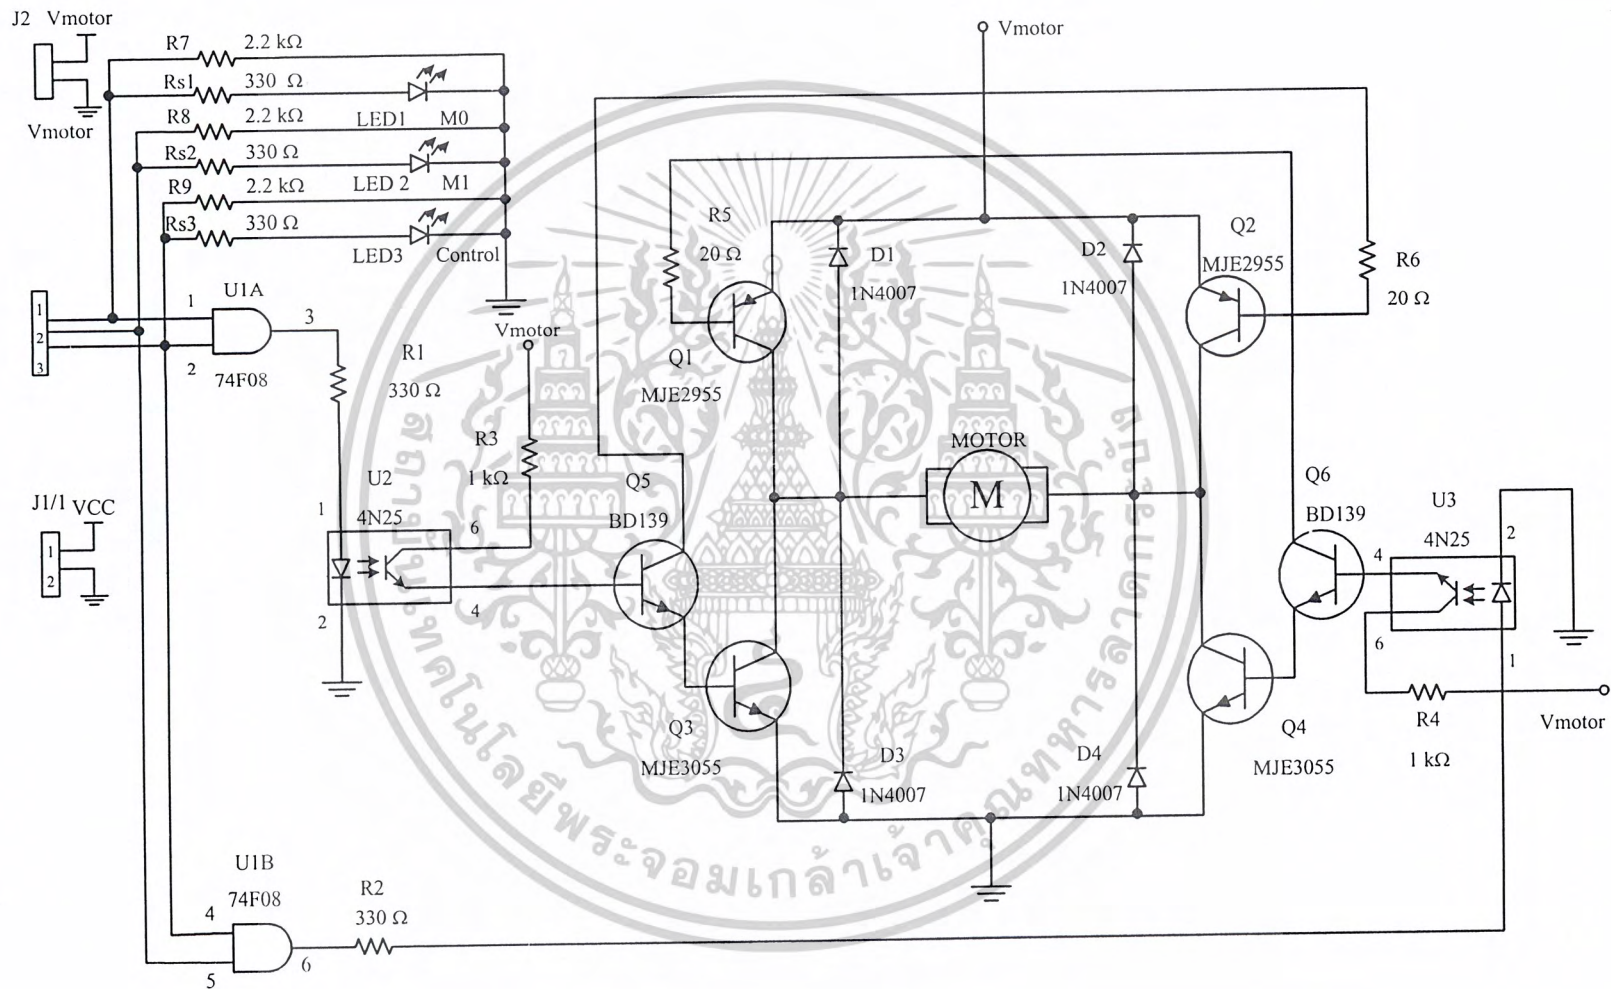 J2 Vmotor
Vmotor
R7 2.2 kΩ
Rs1 330 Ω
LED1 M0
R8 2.2 kΩ
Rs2 330 Ω
LED 2 M1
R9 2.2 kΩ
Rs3 330 Ω
LED3 Control
Vmotor
1
2
3
U1A
1
2
3
74F08
R1
330 Ω
Vmotor
R3
1 kΩ
U2
4N25
1
2
6
4
Q5
BD139
R5
20 Ω
Q1
MJE2955
D1
1N4007
D2
1N4007
Q2
MJE2955
R6
20 Ω
MOTOR
M
J1/1 VCC
1
2
Q3
MJE3055
D3
1N4007
D4
1N4007
Q4
MJE3055
Q6
BD139
U3
4N25
4
6
2
1
R4
1 kΩ
Vmotor
U1B
74F08
4
5
6
R2
330 Ω
สถาบันเทคโนโลยีพระจอมเกล้าเจ้าคุณทหารลาดกระบัง